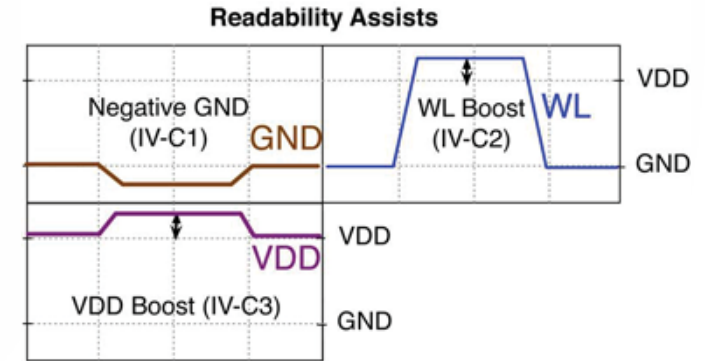 Readability Assists
Negative GND
(IV-C1)
GND
WL Boost
(IV-C2)
WL
VDD
GND
VDD
VDD
VDD Boost (IV-C3)
GND